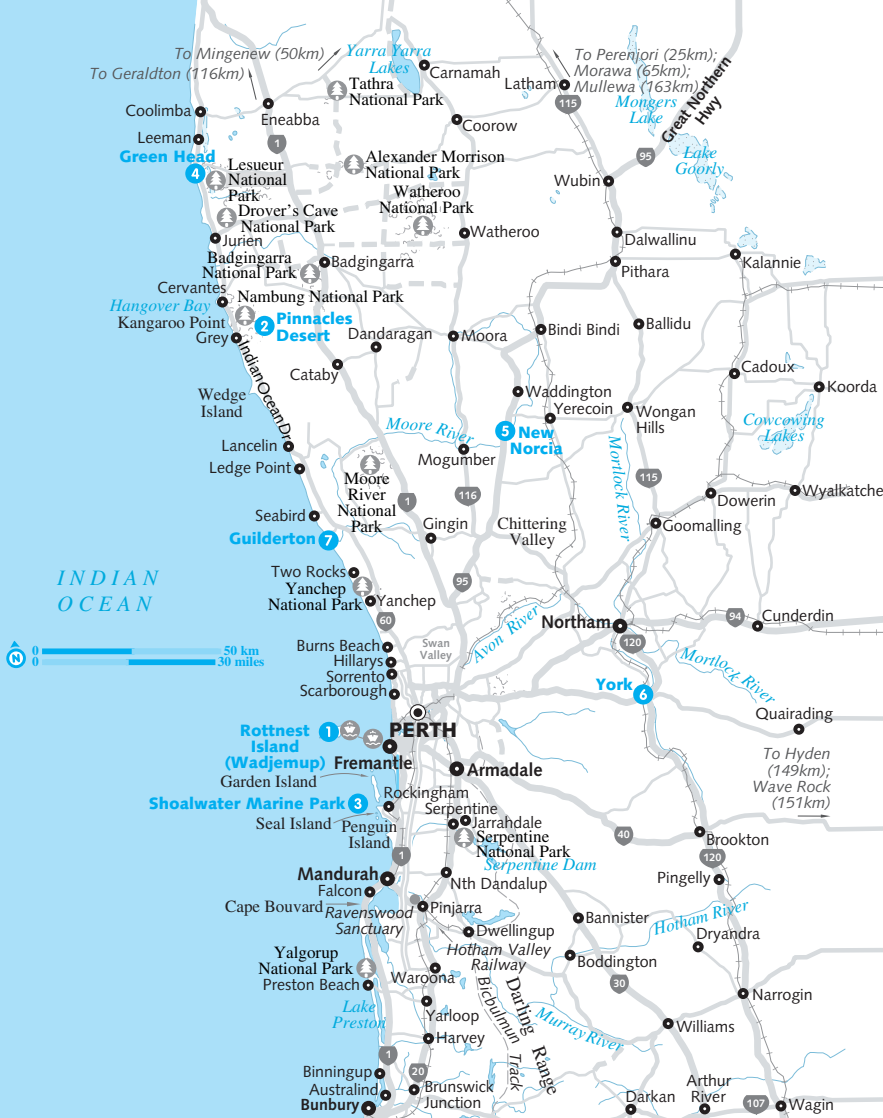 To Mingenew (50km)
To Geraldton (116km)
Yarra Yarra
Lakes
Carnamah
To Perenjori (25km);
Morawa (65km);
Mullewa (163km)
Latham
115
Mongers
Lake
Great Northern
Hwy
Tathra
National Park
Coolimba
Eneabba
Coorow
Leeman
1
Green Head
4
Lesueur
National
Park
Alexander Morrison
National Park
95
Lake
Goorly
Wubin
Watheroo
National Park
Drover's Cave
National Park
Jurien
Watheroo
Dalwallinu
Badgingarra
National Park
Badgingarra
Pithara
Kalannie
Cervantes
Nambung National Park
Hangover Bay
Kangaroo Point
2
Pinnacles
Desert
Grey
Dandaragan
Moora
Bindi Bindi
Ballidu
Cataby
Cadoux
Koorda
Indian Ocean Dr
Wedge
Island
Waddington
Yerecoin
Wongan
Hills
Cowcowing
Lakes
Moore River
5
New
Norcia
Lancelin
Mogumber
Mortlock River
Ledge Point
Moore
River
National
Park
1
116
115
Dowerin
Wyalkatche
Seabird
Gingin
Chittering
Valley
Goomalling
Guilderton
7
INDIAN
OCEAN
Two Rocks
Yanchep
National Park
Yanchep
95
60
Avon River
Northam
94
Cunderdin
120
N
0
50 km
0
30 miles
Burns Beach
Hillarys
Sorrento
Scarborough
Swan
Valley
Mortlock
River
York
6
Quairading
Rottnest
Island
(Wadjemup)
1
PERTH
Fremantle
Garden Island
Armadale
To Hyden
(149km);
Wave Rock
(151km)
Shoalwater Marine Park
3
Rockingham
Seal Island
Penguin
Island
Serpentine
Jarrahdale
Serpentine
National Park
40
Brookton
1
Serpentine Dam
120
Mandurah
Falcon
Nth Dandalup
Pingelly
Cape Bouvard
Ravenswood
Sanctuary
Pinjarra
Bannister
Hotham River
Dwellingup
Dryandra
Hotham Valley
Railway
Yalgorup
National Park
Preston Beach
Waroona
Boddington
30
Narrogin
Lake
Preston
Yarloop
Bicbulmun Track
Darling Range
Murray River
Williams
Harvey
1
Binningup
20
Australind
Brunswick
Junction
Bunbury
Darkan
Arthur
River
107
Wagin